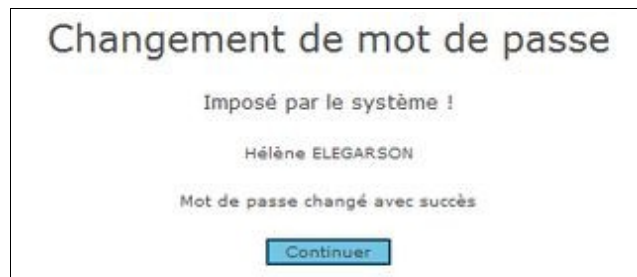 Changement de mot de passe
Imposé par le système !
Hélène ELEGARSON
Mot de passe changé avec succès
Continuer